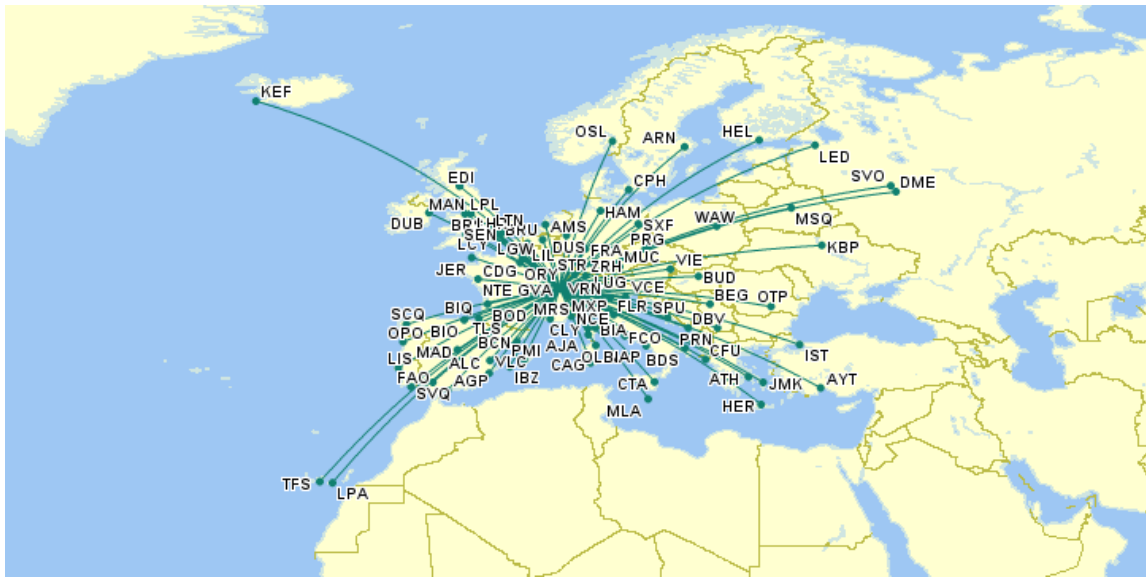 KEF
OSL
ARN
HEL
LED
SVO
DME
EDI
CPH
MAN
LPL
HAM
MSQ
DUB
LTN
WAW
SXF
SEN
BRU
AMS
LCY
LGW
LIL
DUS
FRA
PRG
KBP
JER
CDG
ORY
STR
ZRH
MUC
VIE
BUD
NTE
GVA
VRN
LUG
VCE
BEG
OTP
SCQ
BIQ
BOD
MRS
MXP
FLR
SPU
DBV
OPO
BIO
TLS
NCE
CLY
BIA
FCO
PRN
IST
LIS
MAD
BCN
PMI
AJA
OLB
NAP
BDS
CFU
ALC
VLC
IBZ
CAG
CTA
ATH
JMK
AYT
FAO
SVQ
AGP
MLA
HER
TFS
LPA